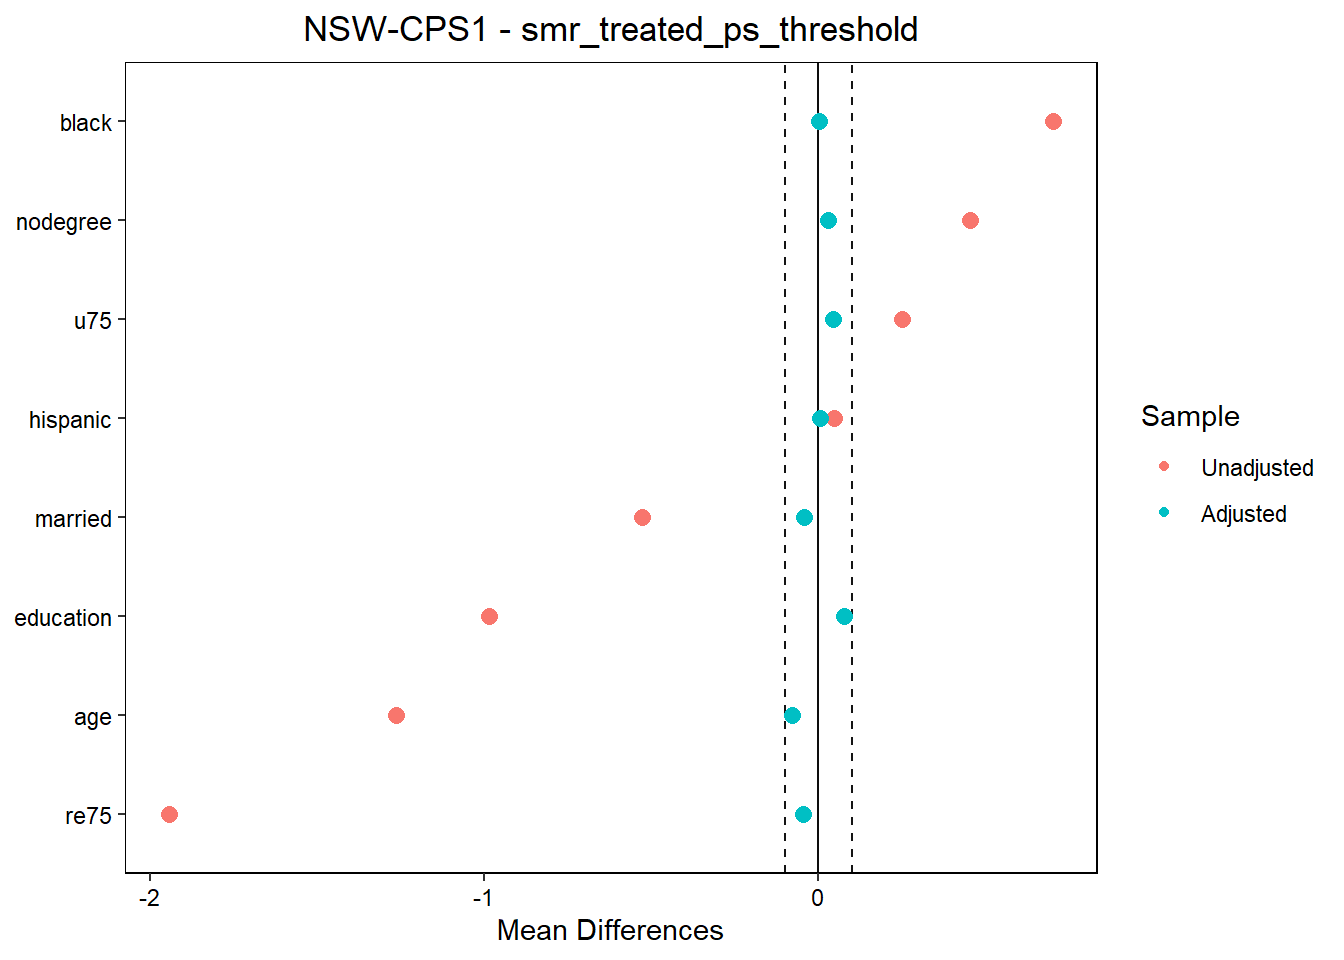 NSW-CPS1 - smr_treated_ps_threshold
black
nodegree
u75
hispanic
married
education
age
re75
-2
-1
0
Mean Differences
Sample
Unadjusted
Adjusted